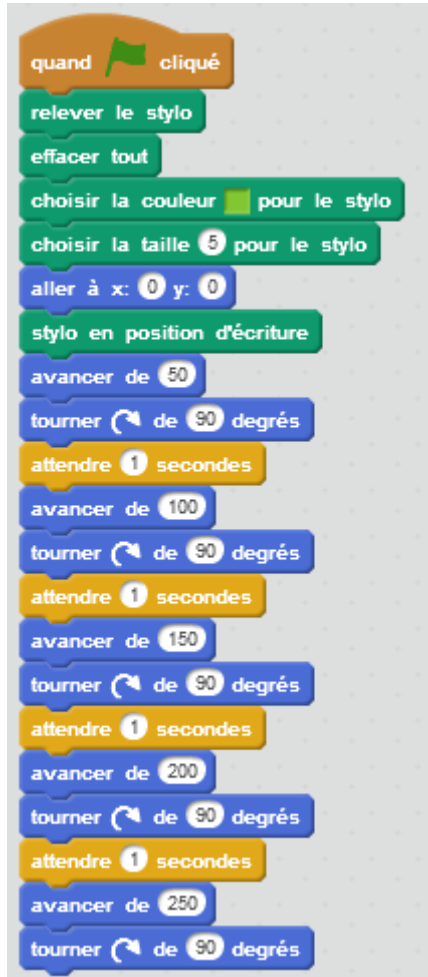 quand cliqué
relever le stylo
effacer tout
choisir la couleur pour le stylo
choisir la taille 5 pour le stylo
aller à x: 0 y: 0
stylo en position d'écriture
avancer de 50
tourner de 90 degrés
attendre 1 secondes
avancer de 100
tourner de 90 degrés
attendre 1 secondes
avancer de 150
tourner de 90 degrés
attendre 1 secondes
avancer de 200
tourner de 90 degrés
attendre 1 secondes
avancer de 250
tourner de 90 degrés